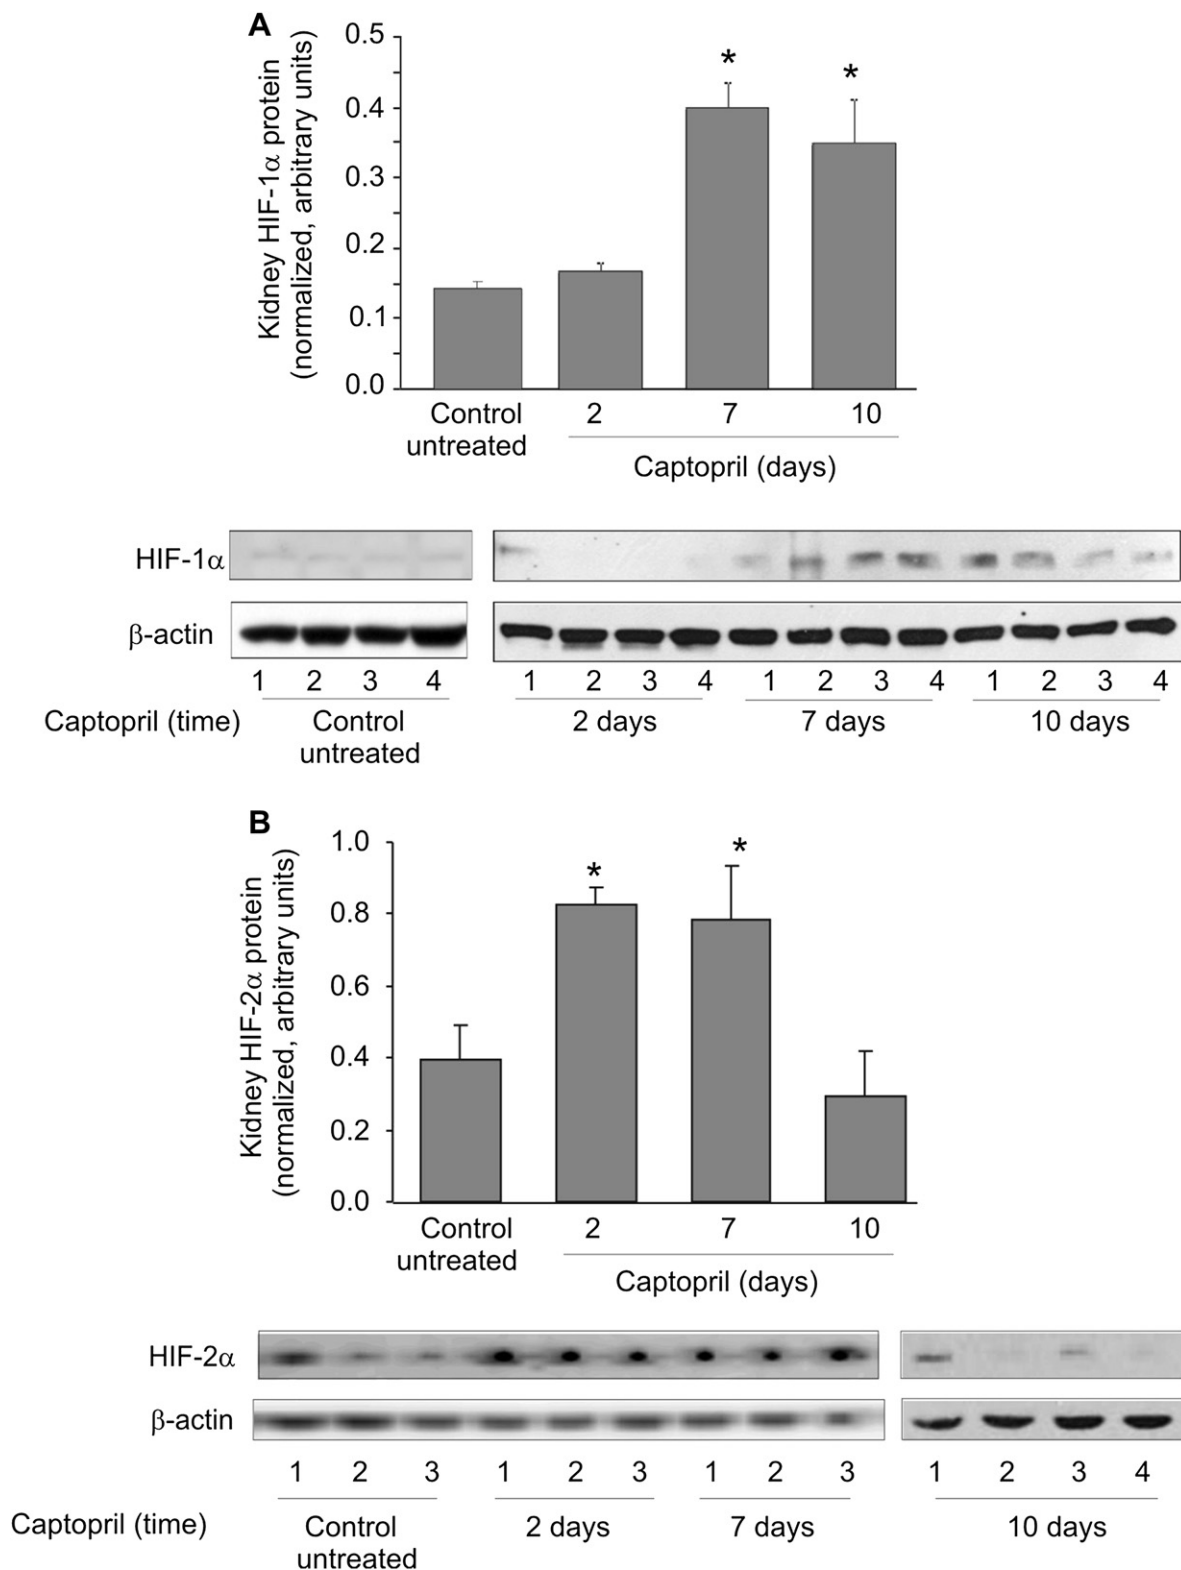 A
Kidney HIF-1α protein
(normalized, arbitrary units)
0.5
0.4
0.3
0.2
0.1
0.0
*
*
Control
untreated
2
7
10
Captopril (days)
HIF-1α
β-actin
1 2 3 4 1 2 3 4 1 2 3 4 1 2 3 4
Captopril (time)
Control
untreated
2 days
7 days
10 days
B
Kidney HIF-2α protein
(normalized, arbitrary units)
1.0
0.8
0.6
0.4
0.2
0.0
*
*
Control
untreated
2
7
10
Captopril (days)
HIF-2α
β-actin
1 2 3 1 2 3 1 2 3 1 2 3 4
Captopril (time)
Control
untreated
2 days
7 days
10 days